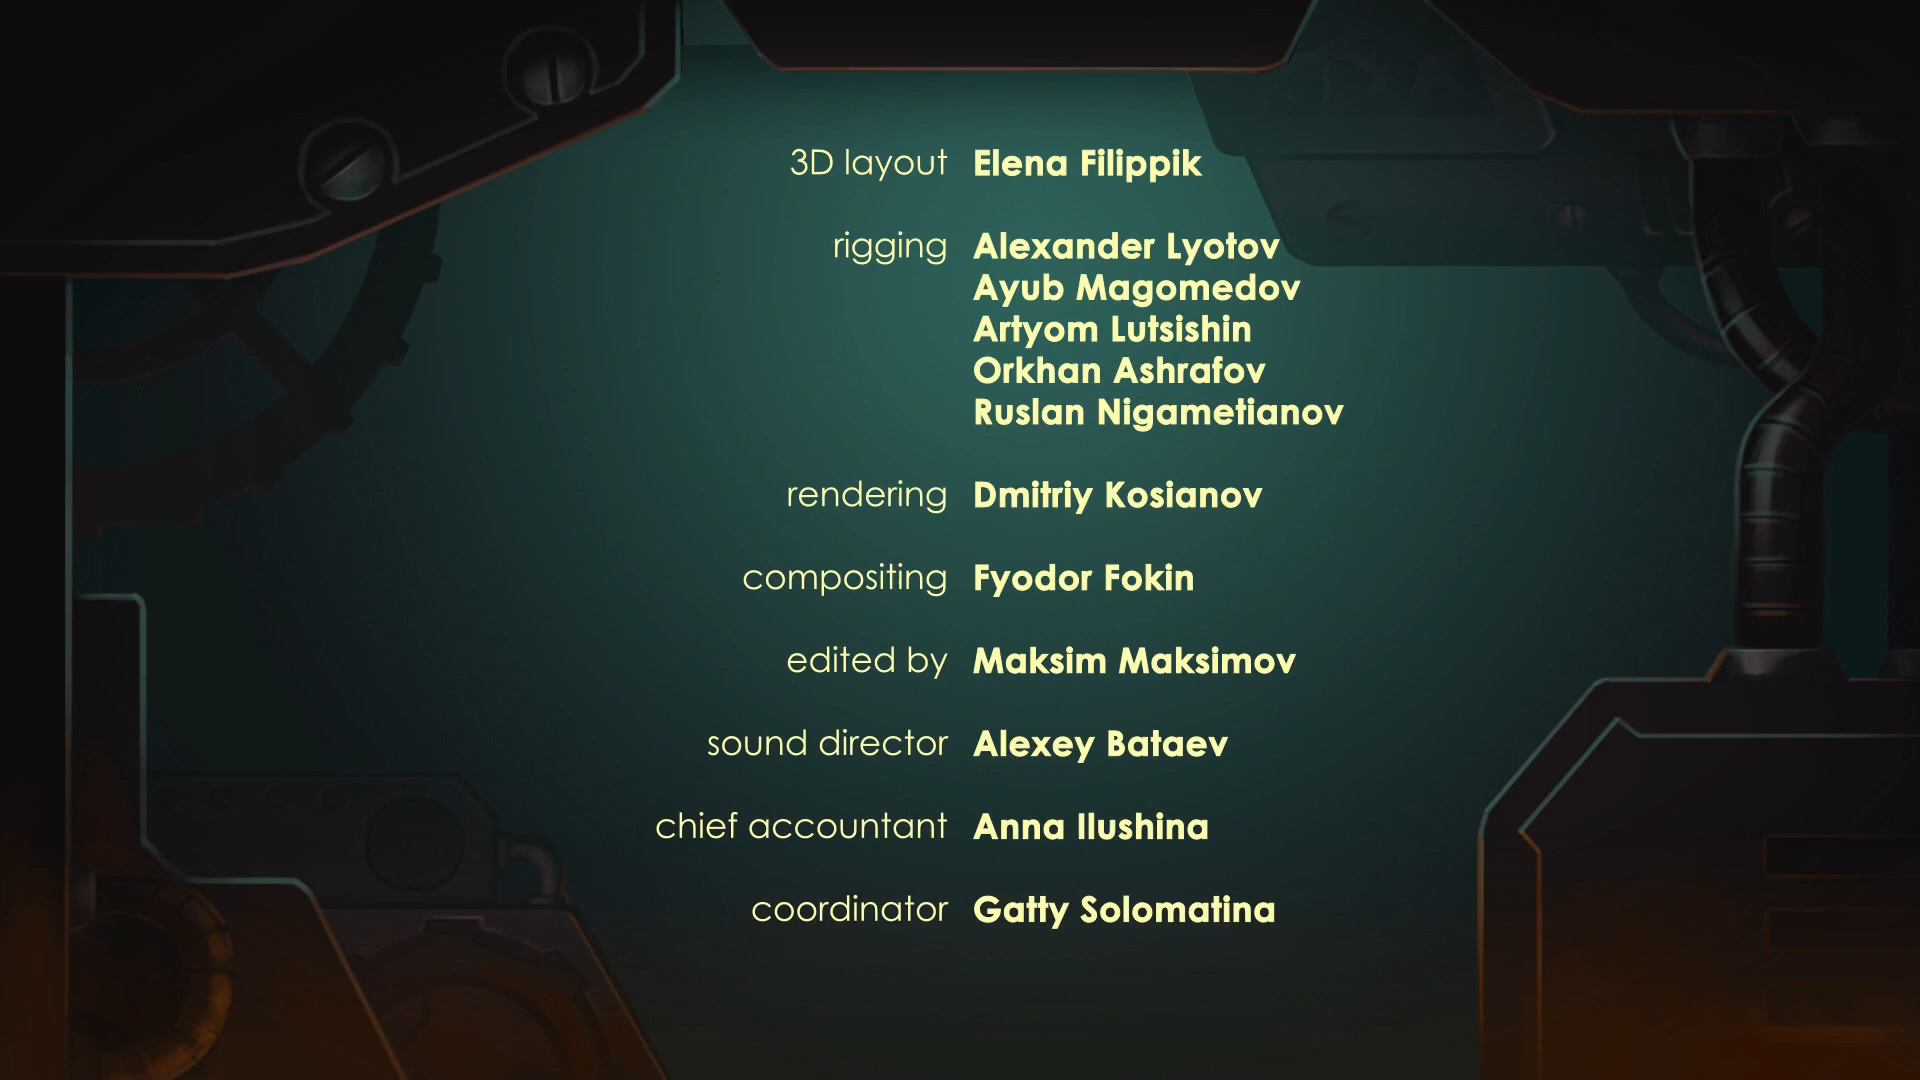 3D layout Elena Filippik
rigging Alexander Lyotov
Ayub Magomedov
Artyom Lutsishin
Orkhan Ashrafov
Ruslan Nigametianov
rendering Dmitriy Kosianov
compositing Fyodor Fokin
edited by Maksim Maksimov
sound director Alexey Bataev
chief accountant Anna Ilushina
coordinator Gatty Solomatina